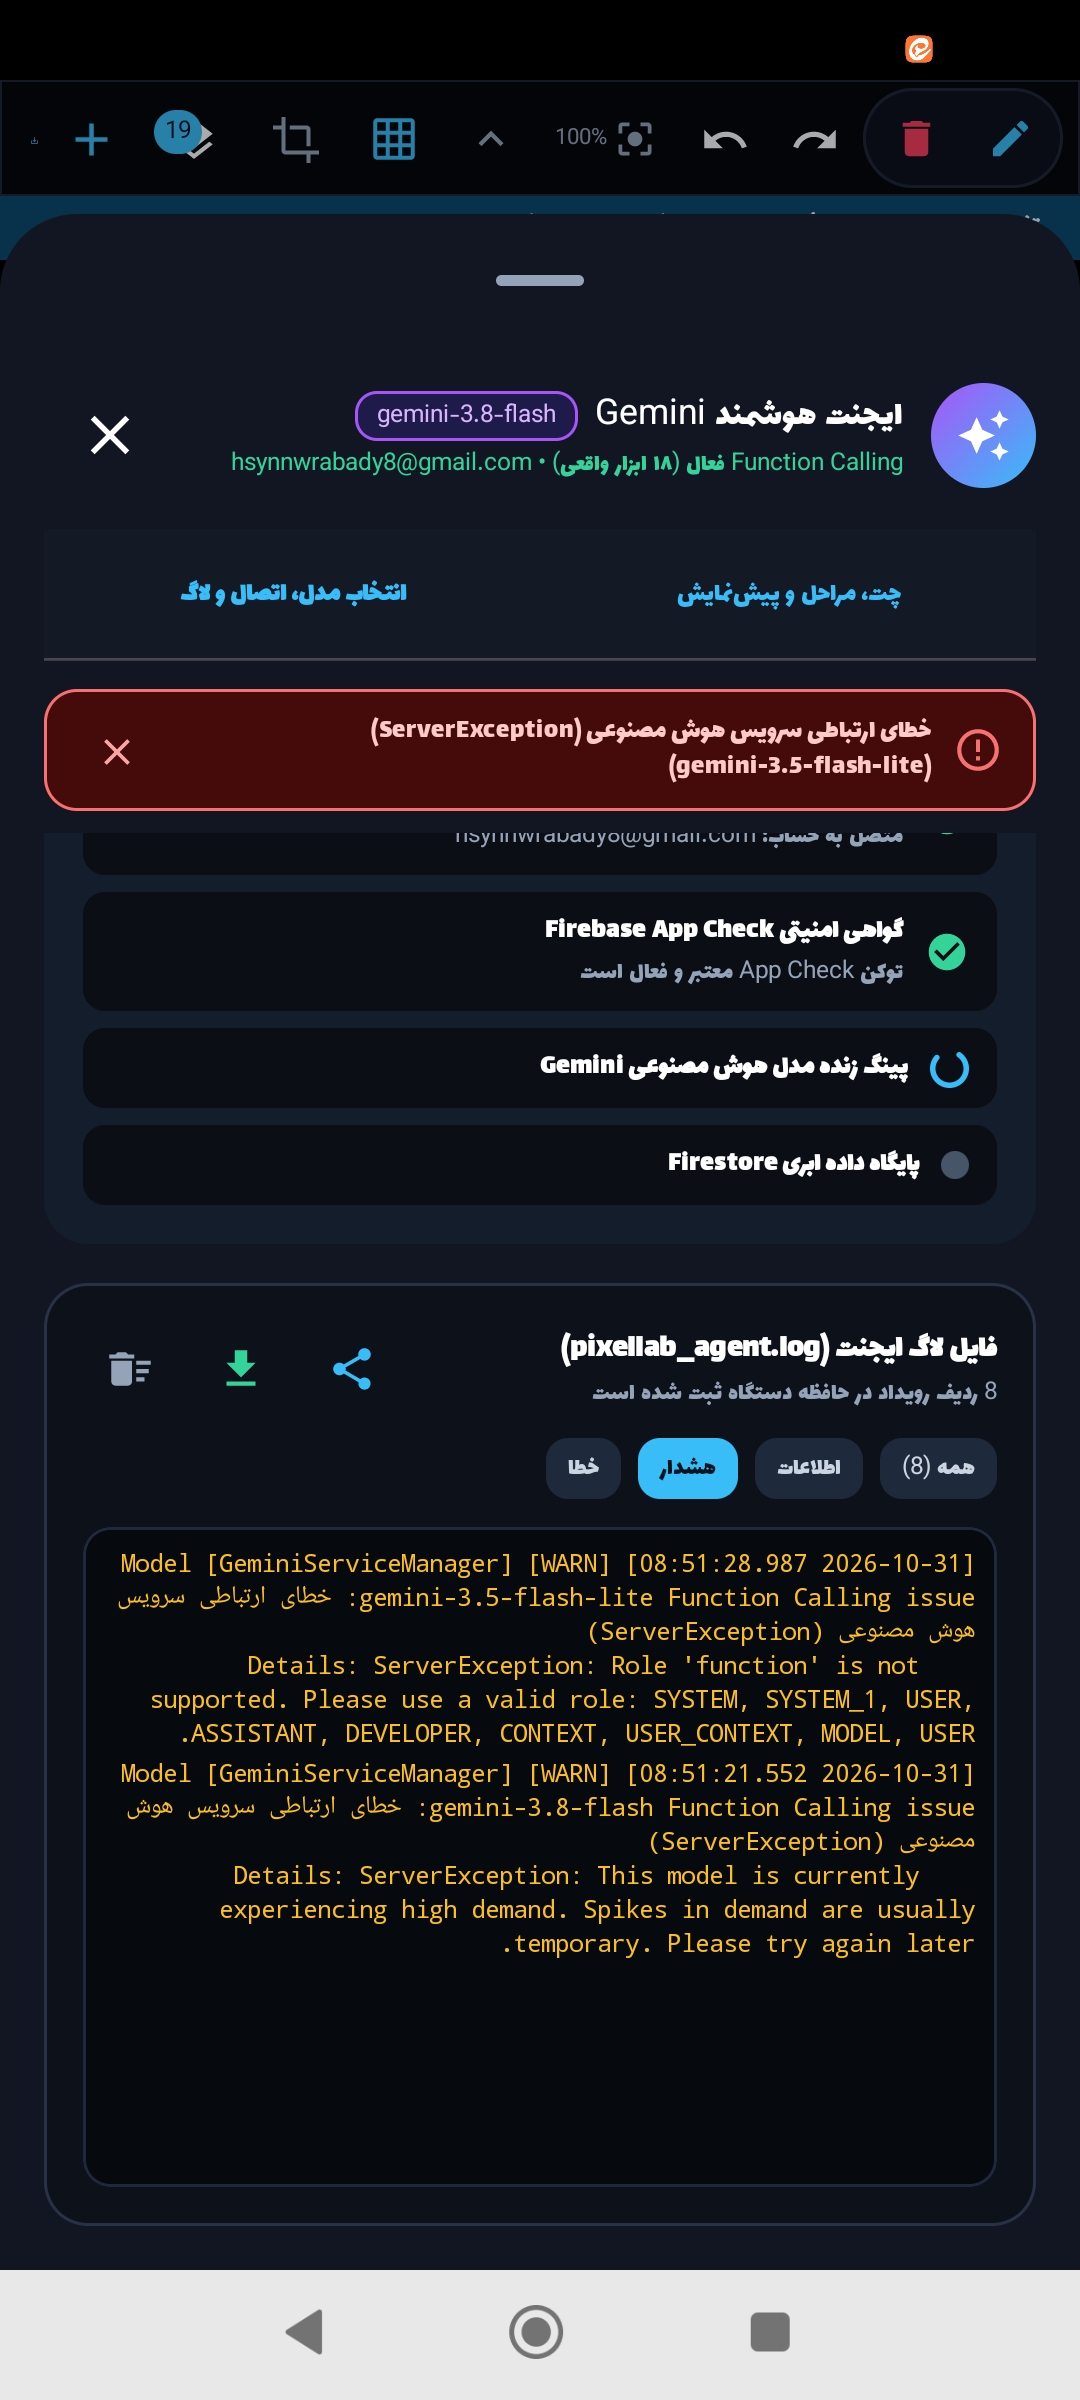 19
100%
ایجنت هوشمند Gemini
gemini-3.8-flash
Function Calling فعال (۱۸ ابزار واقعی) • hsynnwrabady8@gmail.com
چت، مراحل و پیش‌نمایش
انتخاب مدل، اتصال و لاگ
خطای ارتباطی سرویس هوش مصنوعی (ServerException)
(gemini-3.5-flash-lite)
متصل به حساب: hsynnwrabady8@gmail.com
گواهی امنیتی Firebase App Check
توکن App Check معتبر و فعال است
پینگ زنده مدل هوش مصنوعی Gemini
پایگاه داده ابری Firestore
فایل لاگ ایجنت (pixellab_agent.log)
8 ردیف رویداد در حافظه دستگاه ثبت شده است
همه (8)
اطلاعات
هشدار
خطا
[2026-10-31 08:51:28.987] [WARN] [GeminiServiceManager] Model
gemini-3.5-flash-lite Function Calling issue: خطای ارتباطی سرویس
هوش مصنوعی (ServerException)
Details: ServerException: Role 'function' is not
supported. Please use a valid role: SYSTEM, SYSTEM_1, USER,
ASSISTANT, DEVELOPER, CONTEXT, USER_CONTEXT, MODEL, USER.
[2026-10-31 08:51:21.552] [WARN] [GeminiServiceManager] Model
gemini-3.8-flash Function Calling issue: خطای ارتباطی سرویس هوش
مصنوعی (ServerException)
Details: ServerException: This model is currently
experiencing high demand. Spikes in demand are usually
temporary. Please try again later.